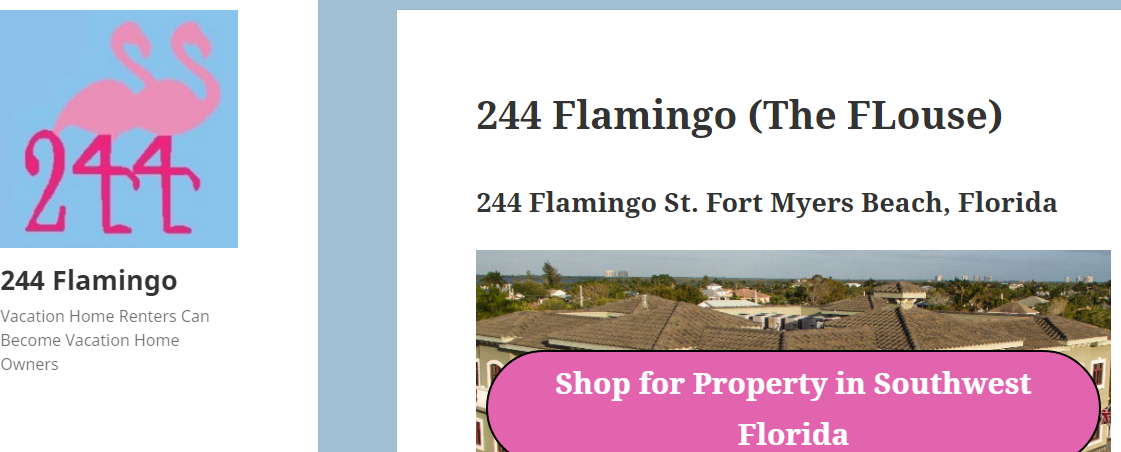 244
244 Flamingo
Vacation Home Renters Can
Become Vacation Home
Owners
244 Flamingo (The FLouse)
244 Flamingo St. Fort Myers Beach, Florida
Shop for Property in Southwest
Florida